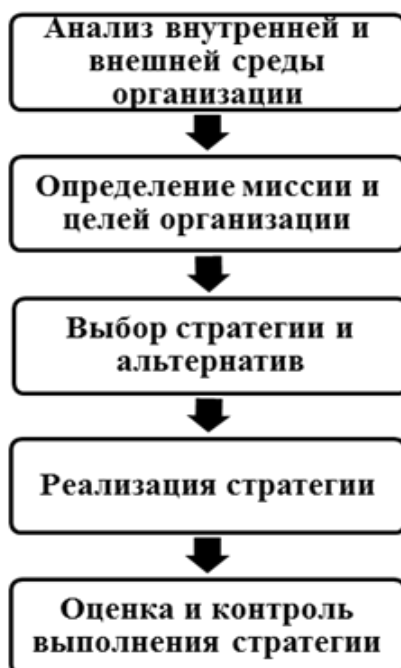 Анализ внутренней и
внешней среды
организации
Определение миссии и
целей организации
Выбор стратегии и
альтернатив
Реализация стратегии
Оценка и контроль
выполнения стратегии